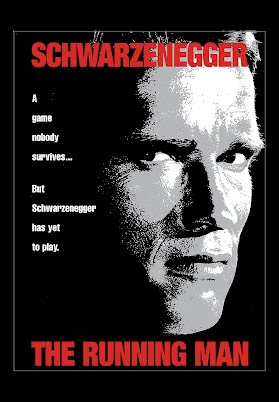 SCHWARZENEGGER
A
game
nobody
survives...
But
Schwarzenegger
has yet
to play.
THE RUNNING MAN